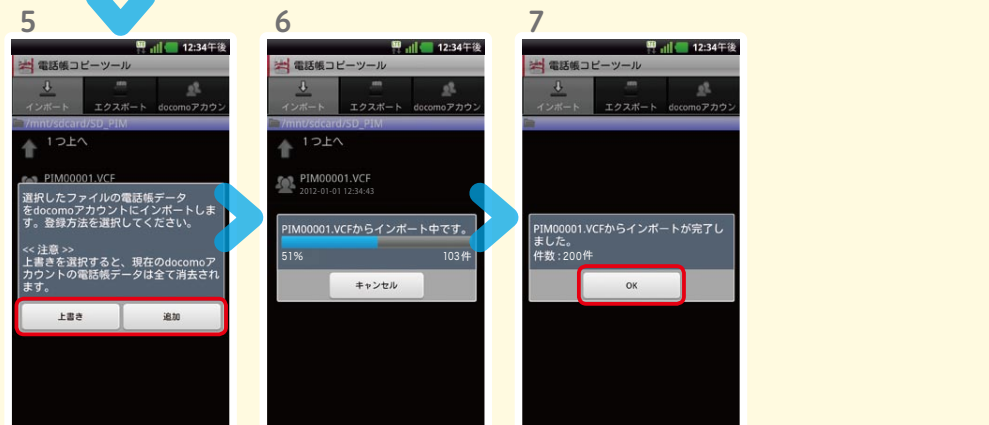 5
12:34午後
電話帳コピーツール
インポート エクスポート docomoアカウン
/mnt/sdcard/SD_PIM
1つ上へ
PIM00001.VCF
選択したファイルの電話帳データ
をdocomoアカウントにインポートしま
す。登録方法を選択してください。
<< 注意 >>
上書きを選択すると、現在のdocomoア
カウントの電話帳データは全て消去され
ます。
上書き 追加
6
12:34午後
電話帳コピーツール
インポート エクスポート docomoアカウン
/mnt/sdcard/SD_PIM
1つ上へ
PIM00001.VCF
2012-01-01 12:34:43
PIM00001.VCFからインポート中です。
51% 103件
キャンセル
7
12:34午後
電話帳コピーツール
インポート エクスポート docomoアカウン
PIM00001.VCFからインポートが完了し
ました。
件数 : 200件
OK